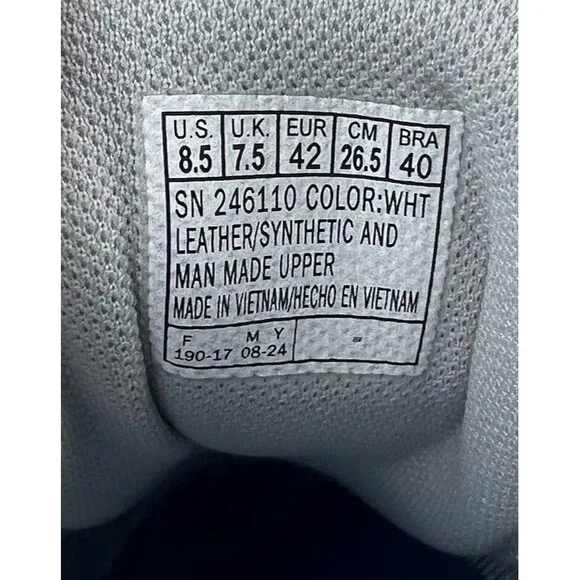 U.S. U.K. EUR CM BRA
8.5 7.5 42 26.5 40
SN 246110 COLOR:WHT
LEATHER/SYNTHETIC AND
MAN MADE UPPER
MADE IN VIETNAM/HECHO EN VIETNAM
F M Y
190-17 08-24